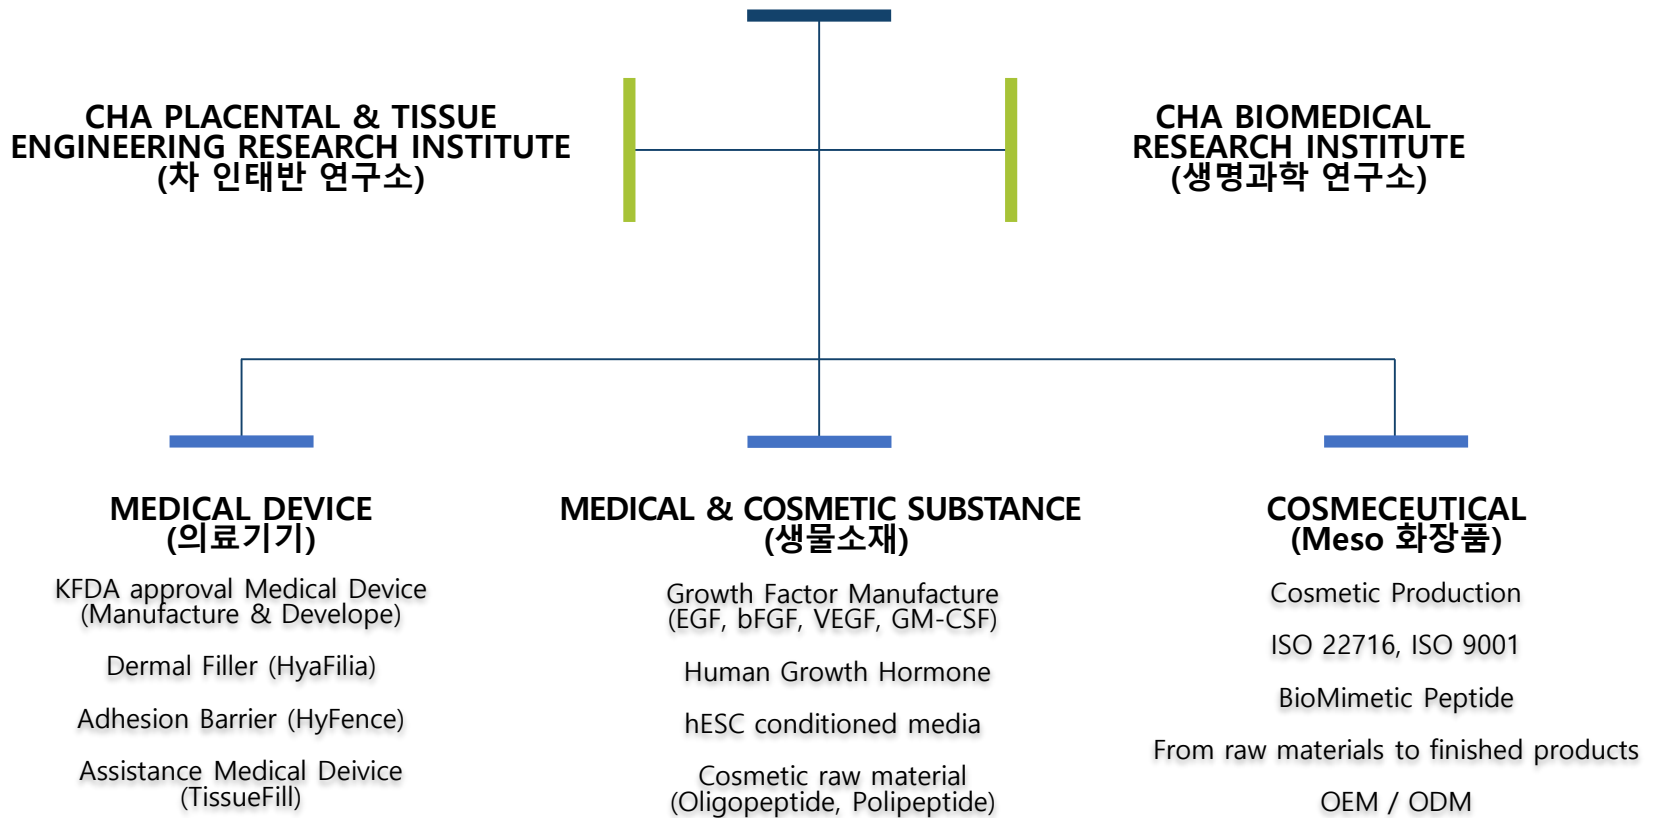 CHA PLACENTAL & TISSUE
ENGINEERING RESEARCH INSTITUTE
(차 인태반 연구소)
CHA BIOMEDICAL
RESEARCH INSTITUTE
(생명과학 연구소)
MEDICAL DEVICE
(의료기기)
KFDA approval Medical Device
(Manufacture & Develope)
Dermal Filler (HyaFilia)
Adhesion Barrier (HyFence)
Assistance Medical Deivice
(TissueFill)
MEDICAL & COSMETIC SUBSTANCE
(생물소재)
Growth Factor Manufacture
(EGF, bFGF, VEGF, GM-CSF)
Human Growth Hormone
hESC conditioned media
Cosmetic raw material
(Oligopeptide, Polipeptide)
COSMECEUTICAL
(Meso 화장품)
Cosmetic Production
ISO 22716, ISO 9001
BioMimetic Peptide
From raw materials to finished products
OEM / ODM